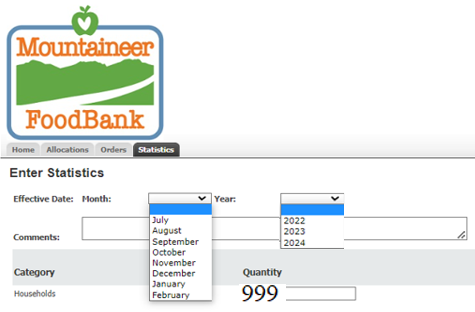 Mountaineer
FoodBank
Home Allocations Orders Statistics
Enter Statistics
Effective Date: Month: Year:
July
August
September
October
November
December
January
February
2022
2023
2024
Comments:
Category Quantity
Households 999